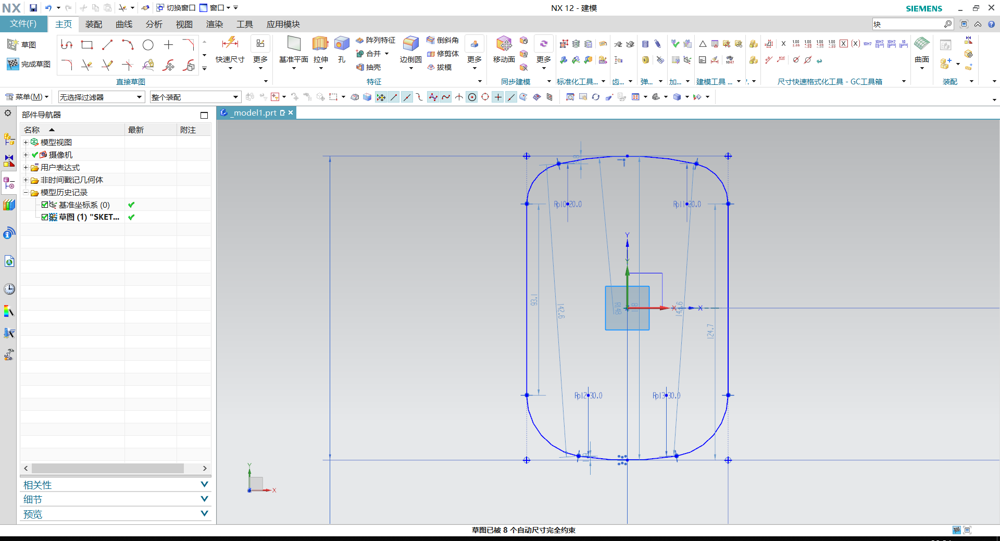 NX 切换窗口 窗口 NX 12 - 建模 SIEMENS
文件(F) 主页 装配 曲线 分析 视图 渲染 工具 应用模块 块
草图
完成草图
直接草图
快速尺寸 更多
基准平面 拉伸 孔 阵列特征 合并 抽壳 边倒圆 倒斜角 修剪体 拔模 更多
特征
移动面 更多
同步建模
标准化工具... 齿... 弹... 加... 建模工具 ...
尺寸快速格式化工具 - GC工具箱
曲面
装配
菜单(M) 无选择过滤器 整个装配
部件导航器
_model1.prt
名称 最新 附注
模型视图
摄像机
用户表达式
非时间戳记几何体
模型历史记录
基准坐标系 (0)
草图 (1) "SKET...
相关性
细节
预览
Rp10 20.0
Rp11 20.0
Y
93.1
142.6
R148
X
X
142.6
124.7
Rp12 30.0
Rp13 30.0
Y
X
草图已被 8 个自动尺寸完全约束